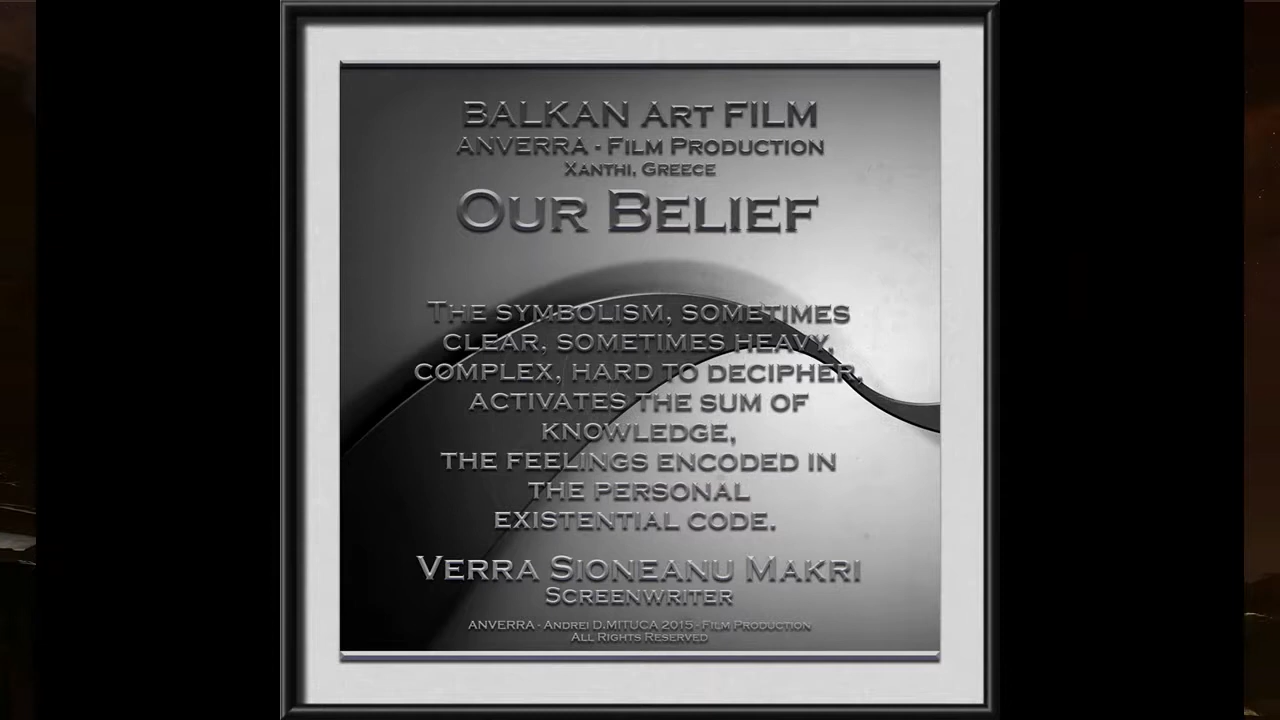 BALKAN Art FILM
ANVERRA - Film Production
Xanthi, Greece
Our Belief
The symbolism, sometimes
clear, sometimes heavy,
complex, hard to decipher,
activates the sum of
knowledge,
the feelings encoded in
the personal
existential code.
Verra Sioneanu Makri
Screenwriter
ANVERRA - Andrei D.MITUCA 2015 - Film Production
All Rights Reserved